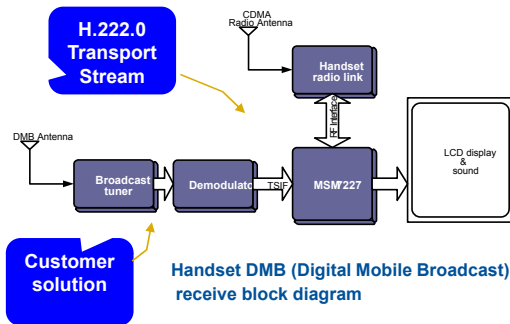 H.222.0
Transport
Stream
CDMA
Radio Antenna
Handset
radio link
RF Interface
DMB Antenna
Broadcast
tuner
Demodulator
TSIF
MSM7227
LCD display
&
sound
Customer
solution
Handset DMB (Digital Mobile Broadcast)
receive block diagram